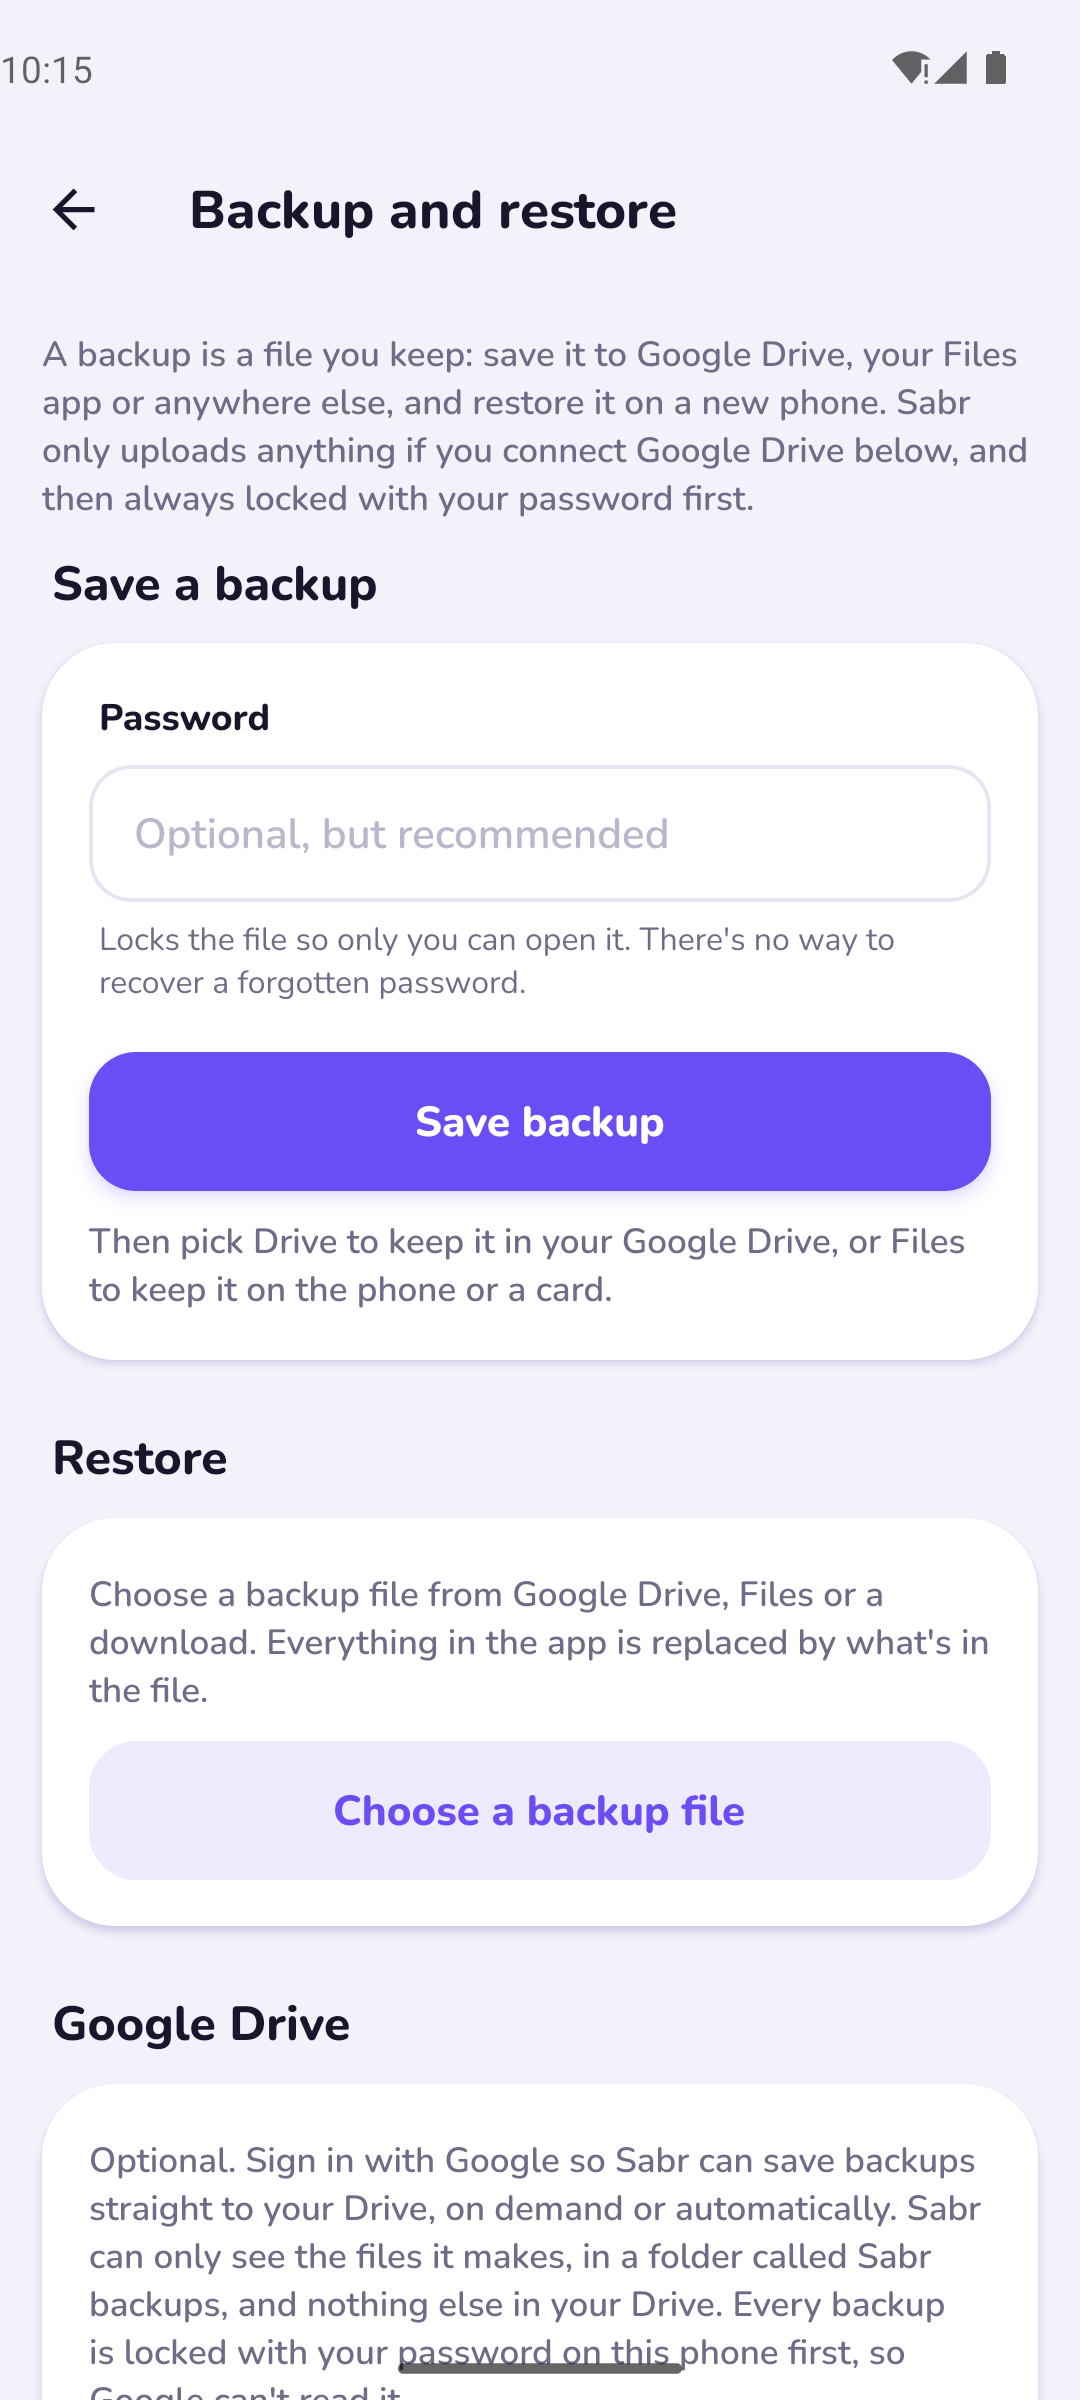 10:15
Backup and restore
A backup is a file you keep: save it to Google Drive, your Files
app or anywhere else, and restore it on a new phone. Sabr
only uploads anything if you connect Google Drive below, and
then always locked with your password first.
Save a backup
Password
Optional, but recommended
Locks the file so only you can open it. There's no way to
recover a forgotten password.
Save backup
Then pick Drive to keep it in your Google Drive, or Files
to keep it on the phone or a card.
Restore
Choose a backup file from Google Drive, Files or a
download. Everything in the app is replaced by what's in
the file.
Choose a backup file
Google Drive
Optional. Sign in with Google so Sabr can save backups
straight to your Drive, on demand or automatically. Sabr
can only see the files it makes, in a folder called Sabr
backups, and nothing else in your Drive. Every backup
is locked with your password on this phone first, so
Google can't read it